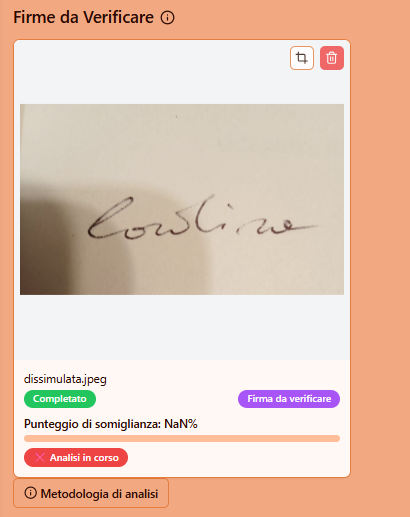 Firme da Verificare
dissimulata.jpeg
Completato
Firma da verificare
Punteggio di somiglianza: NaN%
Analisi in corso
Metodologia di analisi